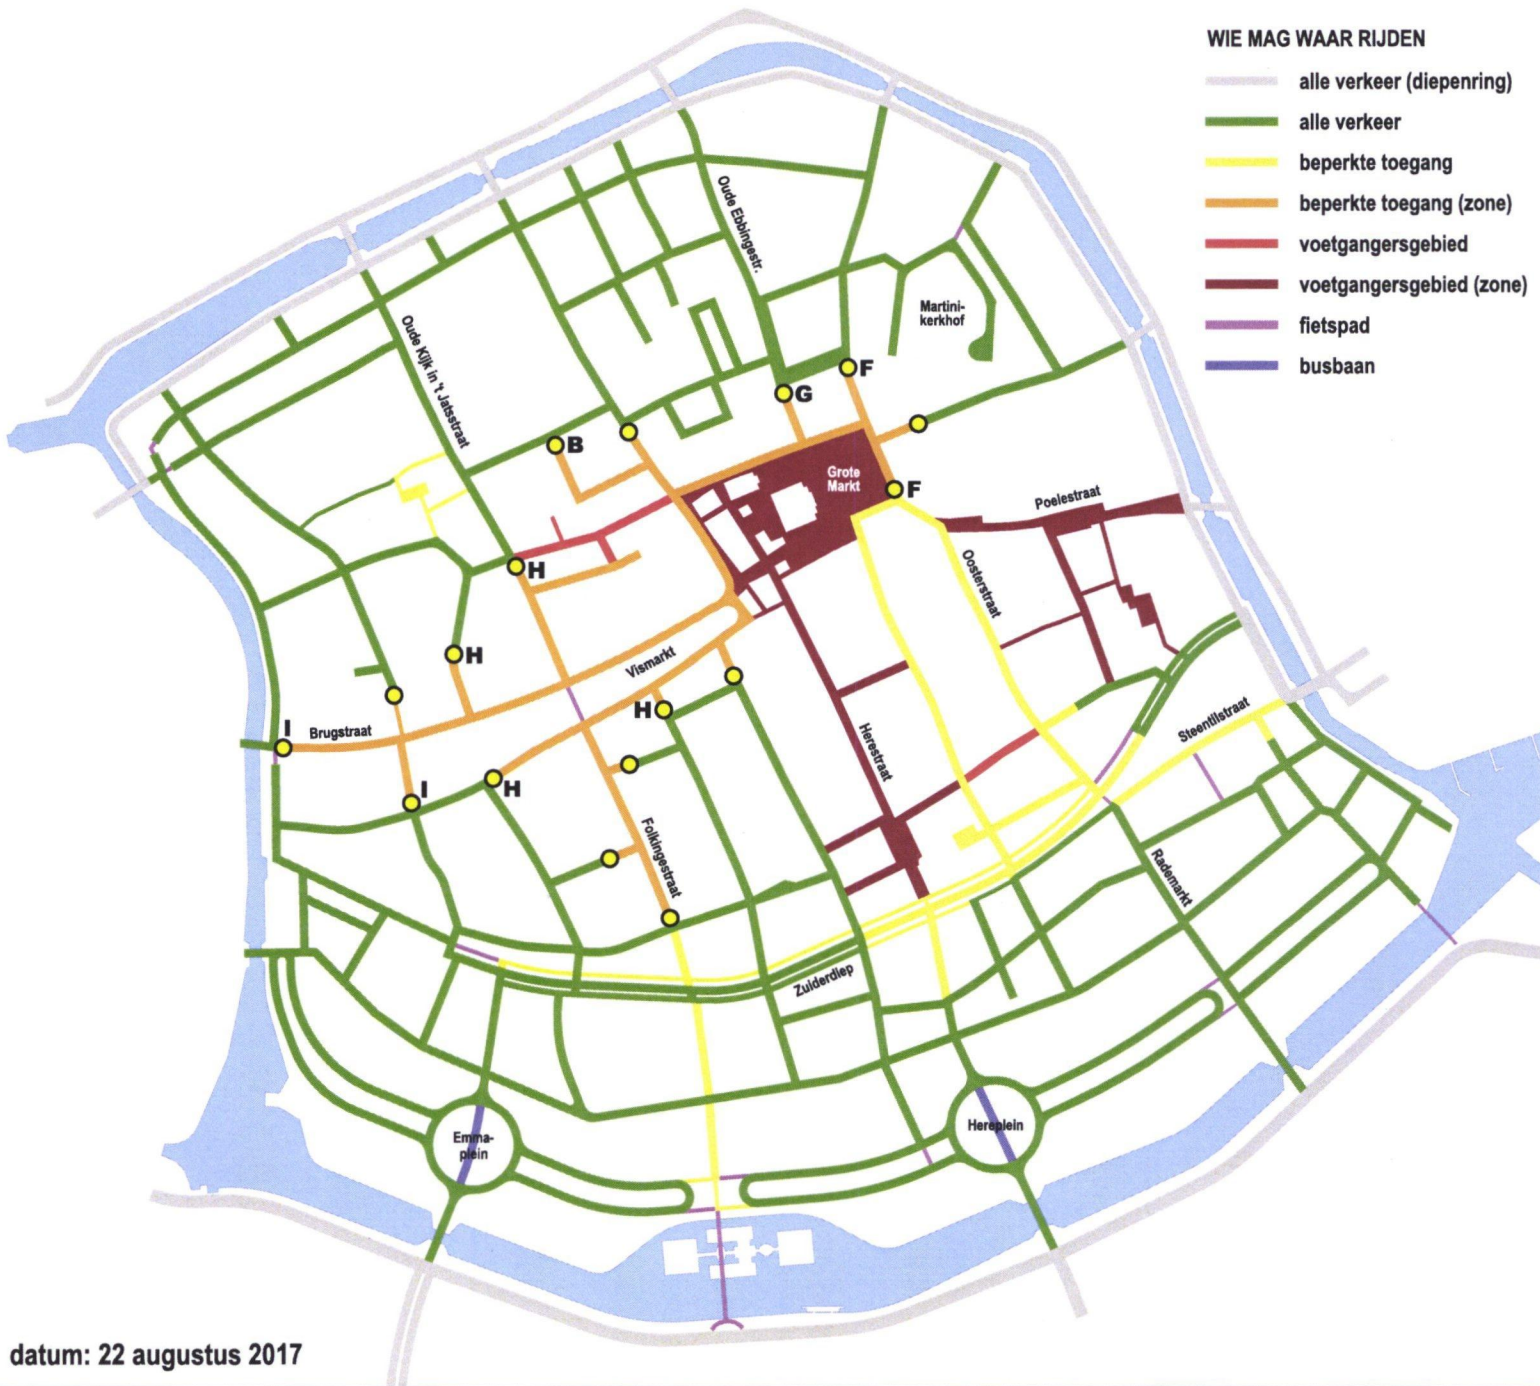 WIE MAG WAAR RIJDEN
alle verkeer (diepenring)
alle verkeer
beperkte toegang
beperkte toegang (zone)
voetgangersgebied
voetgangersgebied (zone)
fietspad
busbaan
Oude Ebbingestr.
Martini-
kerkhof
Oude Kijk in 't Jatsstraat
F
G
B
Grote
Markt
F
Poelestraat
H
Oosterstraat
H
Vismarkt
H
I
Brugstraat
Herestraat
Steentilstraat
I
H
Folkingestraat
Rademarkt
Zuiderdiep
Emma-
plein
Hereplein
datum: 22 augustus 2017